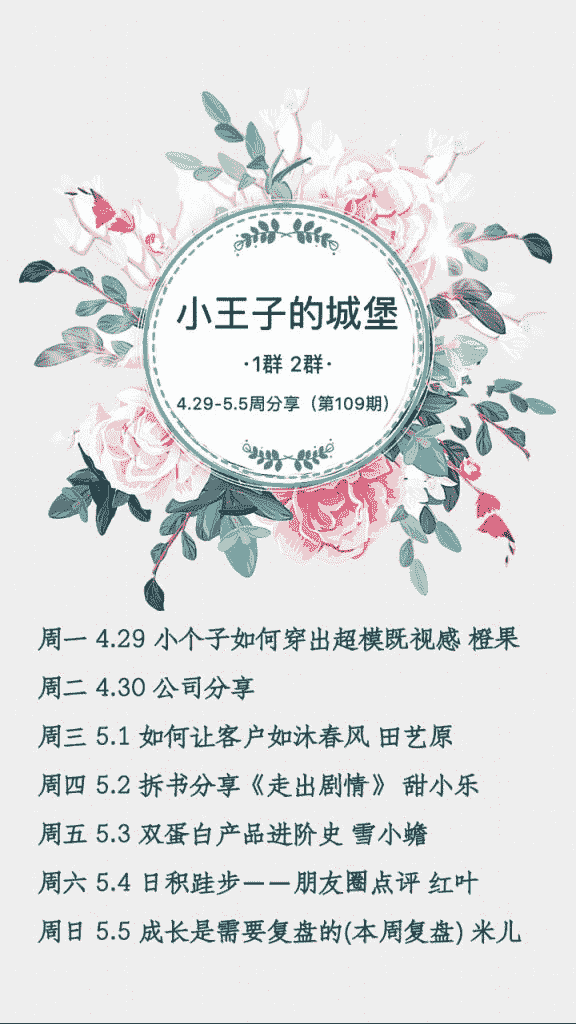 小王子的城堡
·1群 2群·
4.29-5.5周分享（第109期）
周一 4.29 小个子如何穿出超模既视感 橙果
周二 4.30 公司分享
周三 5.1 如何让客户如沐春风 田艺原
周四 5.2 拆书分享《走出剧情》 甜小乐
周五 5.3 双蛋白产品进阶史 雪小蟾
周六 5.4 日积跬步——朋友圈点评 红叶
周日 5.5 成长是需要复盘的(本周复盘) 米儿